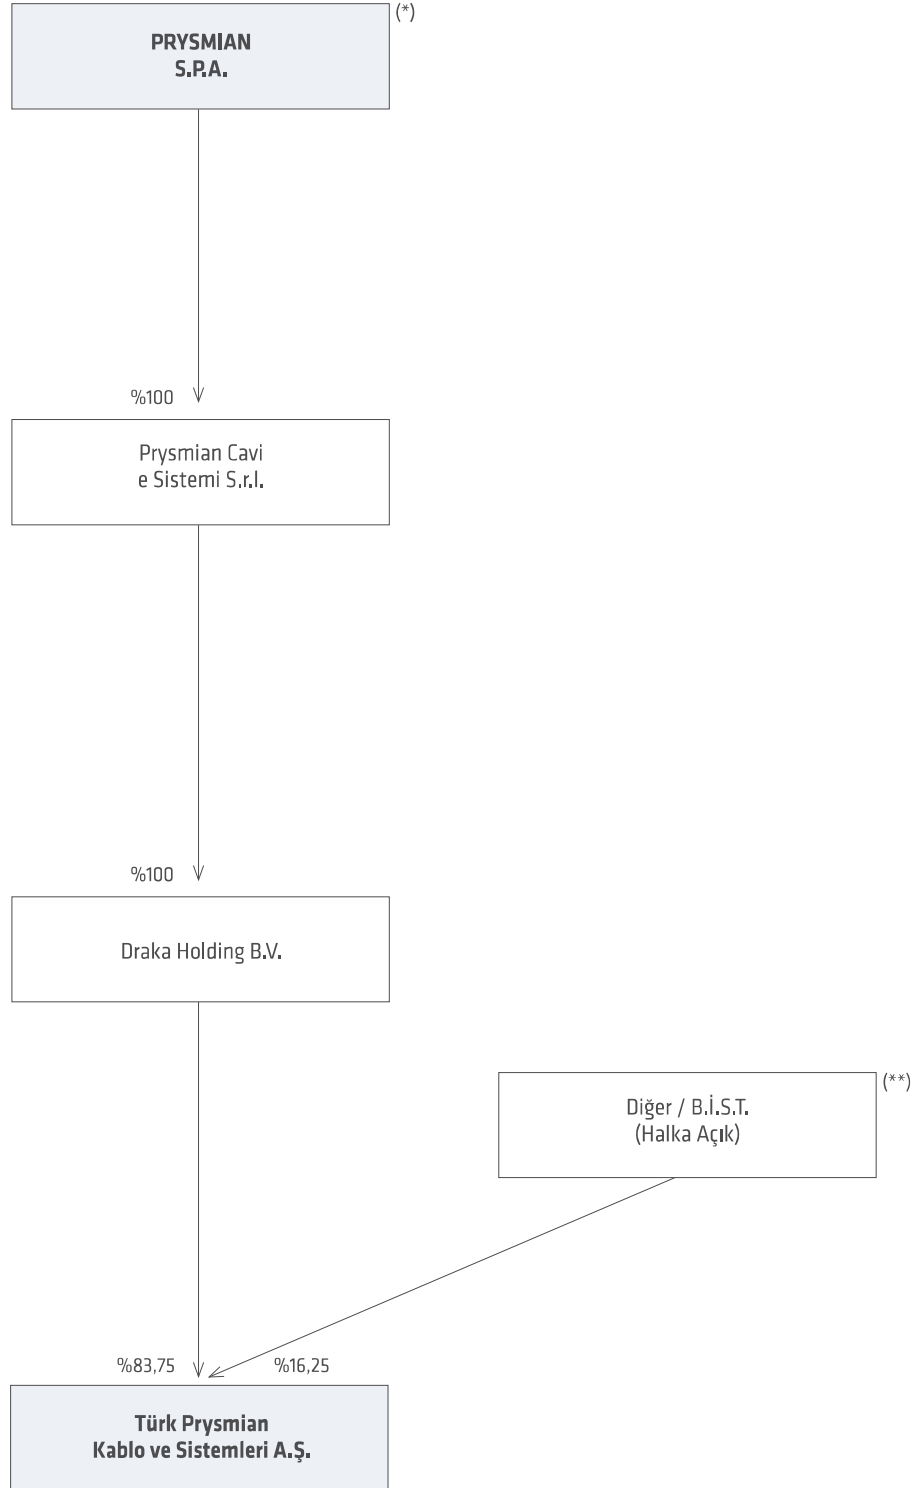 (*)
PRYSMIAN
S.P.A.
%100
Prysmian Cavi
e Sistemi S.r.l.
%100
Draka Holding B.V.
(**)
Diğer / B.İ.S.T.
(Halka Açık)
%83,75
%16,25
Türk Prysmian
Kablo ve Sistemleri A.Ş.